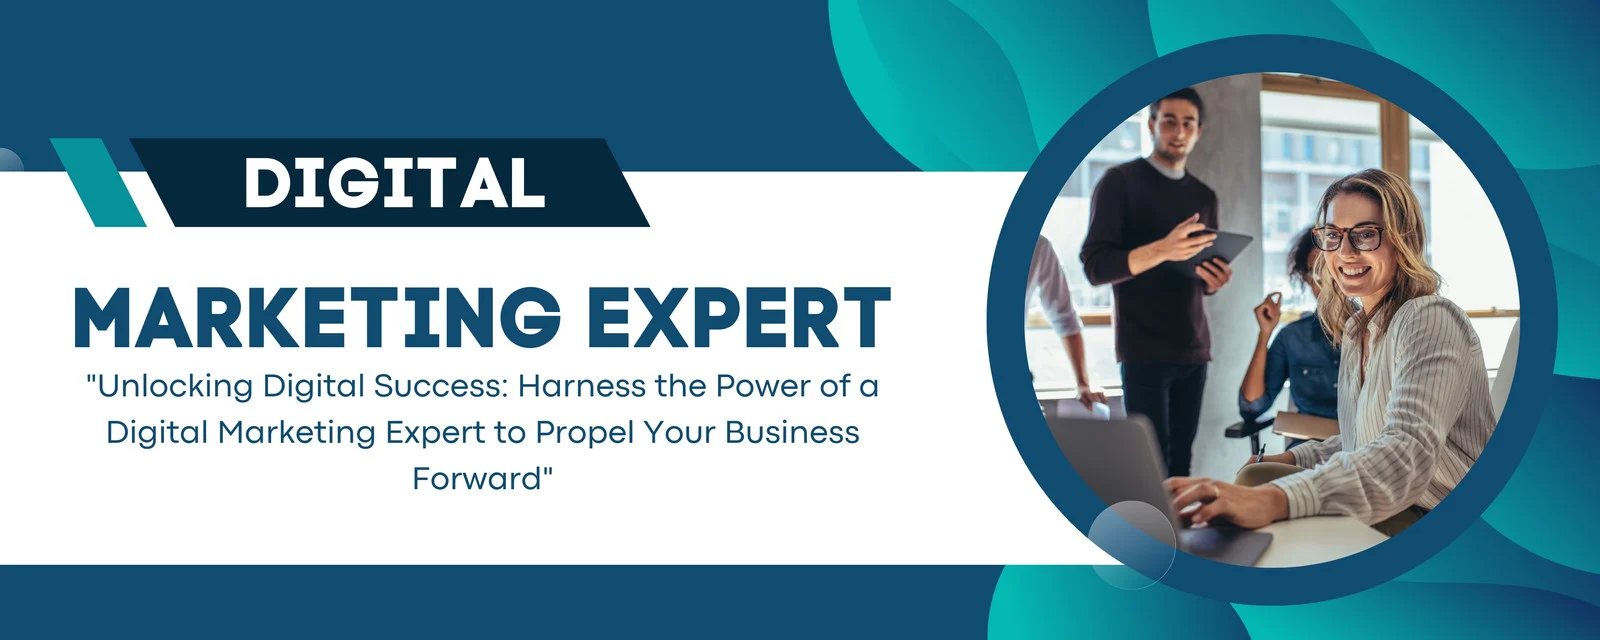 DIGITAL
MARKETING EXPERT
"Unlocking Digital Success: Harness the Power of a
Digital Marketing Expert to Propel Your Business
Forward"